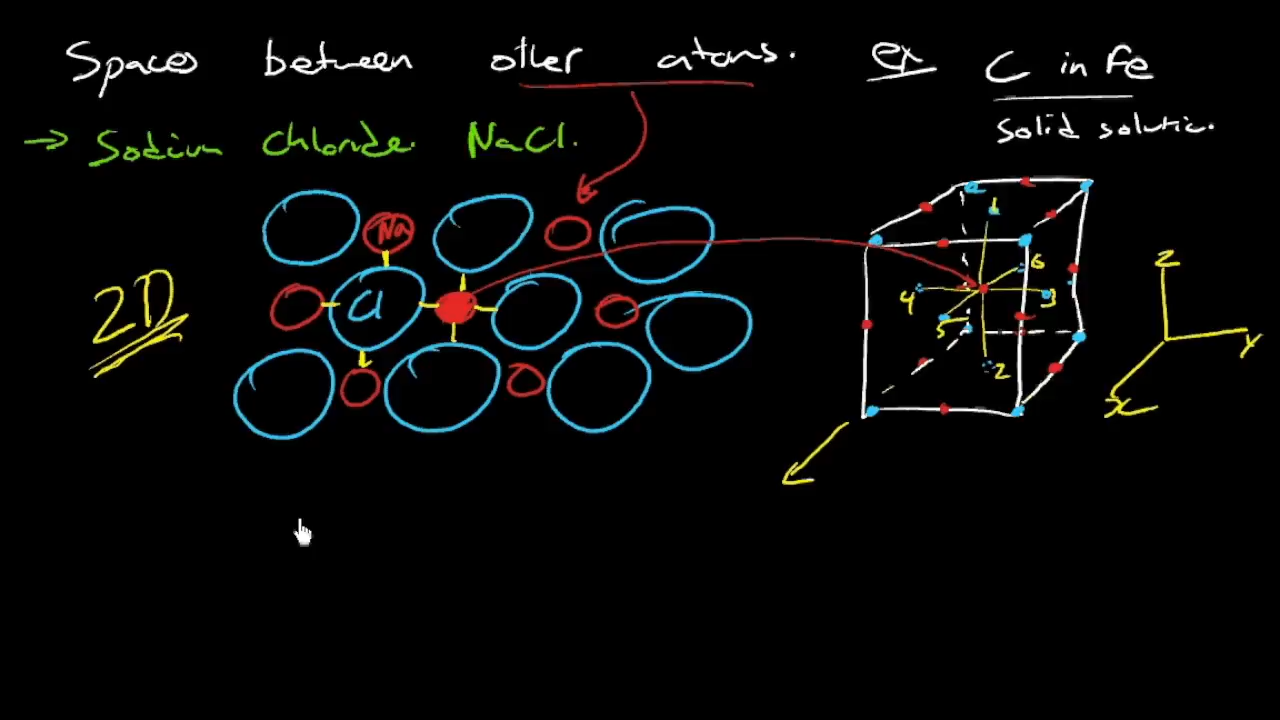 Spaces between other atoms. ex C in Fe
solid solution.
→ Sodium Chloride. NaCl.
Na
Cl
2D
1
6
4
3
5
2
z
y
x